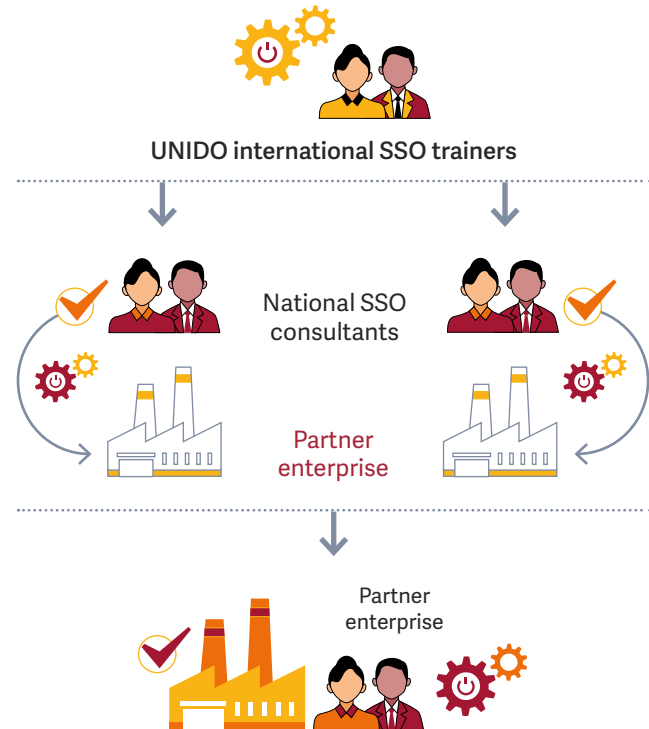 UNIDO international SSO trainers
National SSO
consultants
Partner
enterprise
Partner
enterprise